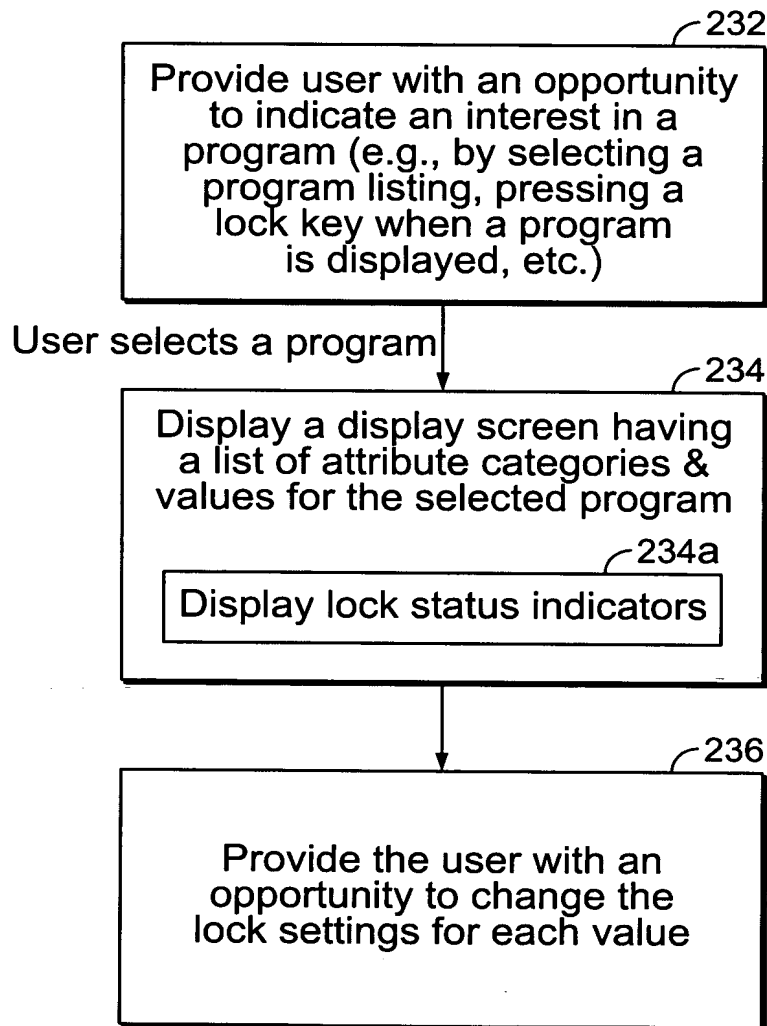 232
Provide user with an opportunity
to indicate an interest in a
program (e.g., by selecting a
program listing, pressing a
lock key when a program
is displayed, etc.)
User selects a program
234
Display a display screen having
a list of attribute categories &
values for the selected program
234a
Display lock status indicators
236
Provide the user with an
opportunity to change the
lock settings for each value